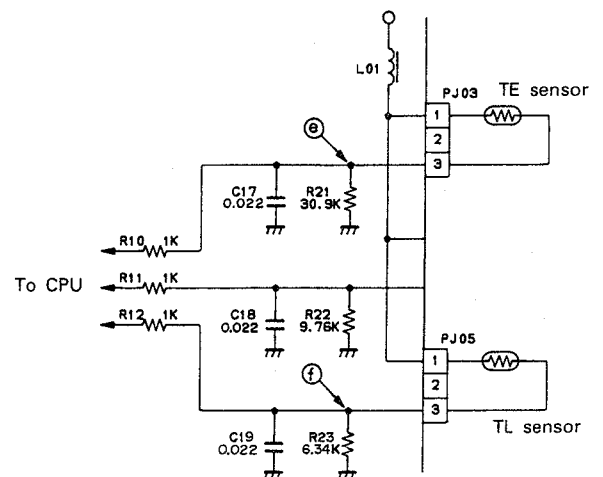 L01
PJ03
TE sensor
1
2
3
e
C17
0.022
R21
30.9K
R10 1K
To CPU
R11 1K
R12 1K
C18
0.022
R22
9.76K
PJ05
1
2
3
f
TL sensor
C19
0.022
R23
6.34K